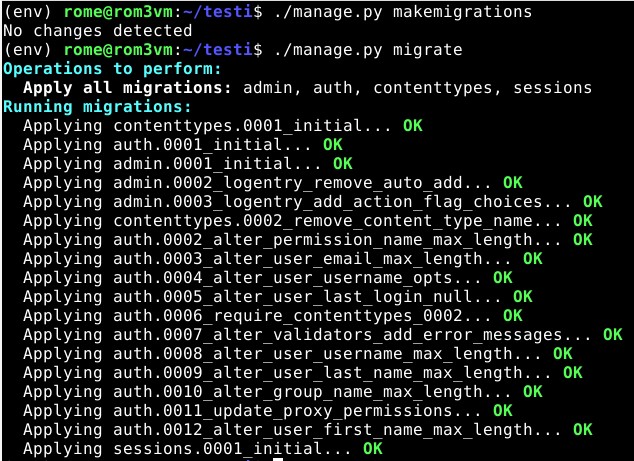 (env) rome@rom3vm:~/testi$ ./manage.py makemigrations
No changes detected
(env) rome@rom3vm:~/testi$ ./manage.py migrate
Operations to perform:
  Apply all migrations: admin, auth, contenttypes, sessions
Running migrations:
  Applying contenttypes.0001_initial... OK
  Applying auth.0001_initial... OK
  Applying admin.0001_initial... OK
  Applying admin.0002_logentry_remove_auto_add... OK
  Applying admin.0003_logentry_add_action_flag_choices... OK
  Applying contenttypes.0002_remove_content_type_name... OK
  Applying auth.0002_alter_permission_name_max_length... OK
  Applying auth.0003_alter_user_email_max_length... OK
  Applying auth.0004_alter_user_username_opts... OK
  Applying auth.0005_alter_user_last_login_null... OK
  Applying auth.0006_require_contenttypes_0002... OK
  Applying auth.0007_alter_validators_add_error_messages... OK
  Applying auth.0008_alter_user_username_max_length... OK
  Applying auth.0009_alter_user_last_name_max_length... OK
  Applying auth.0010_alter_group_name_max_length... OK
  Applying auth.0011_update_proxy_permissions... OK
  Applying auth.0012_alter_user_first_name_max_length... OK
  Applying sessions.0001_initial... OK